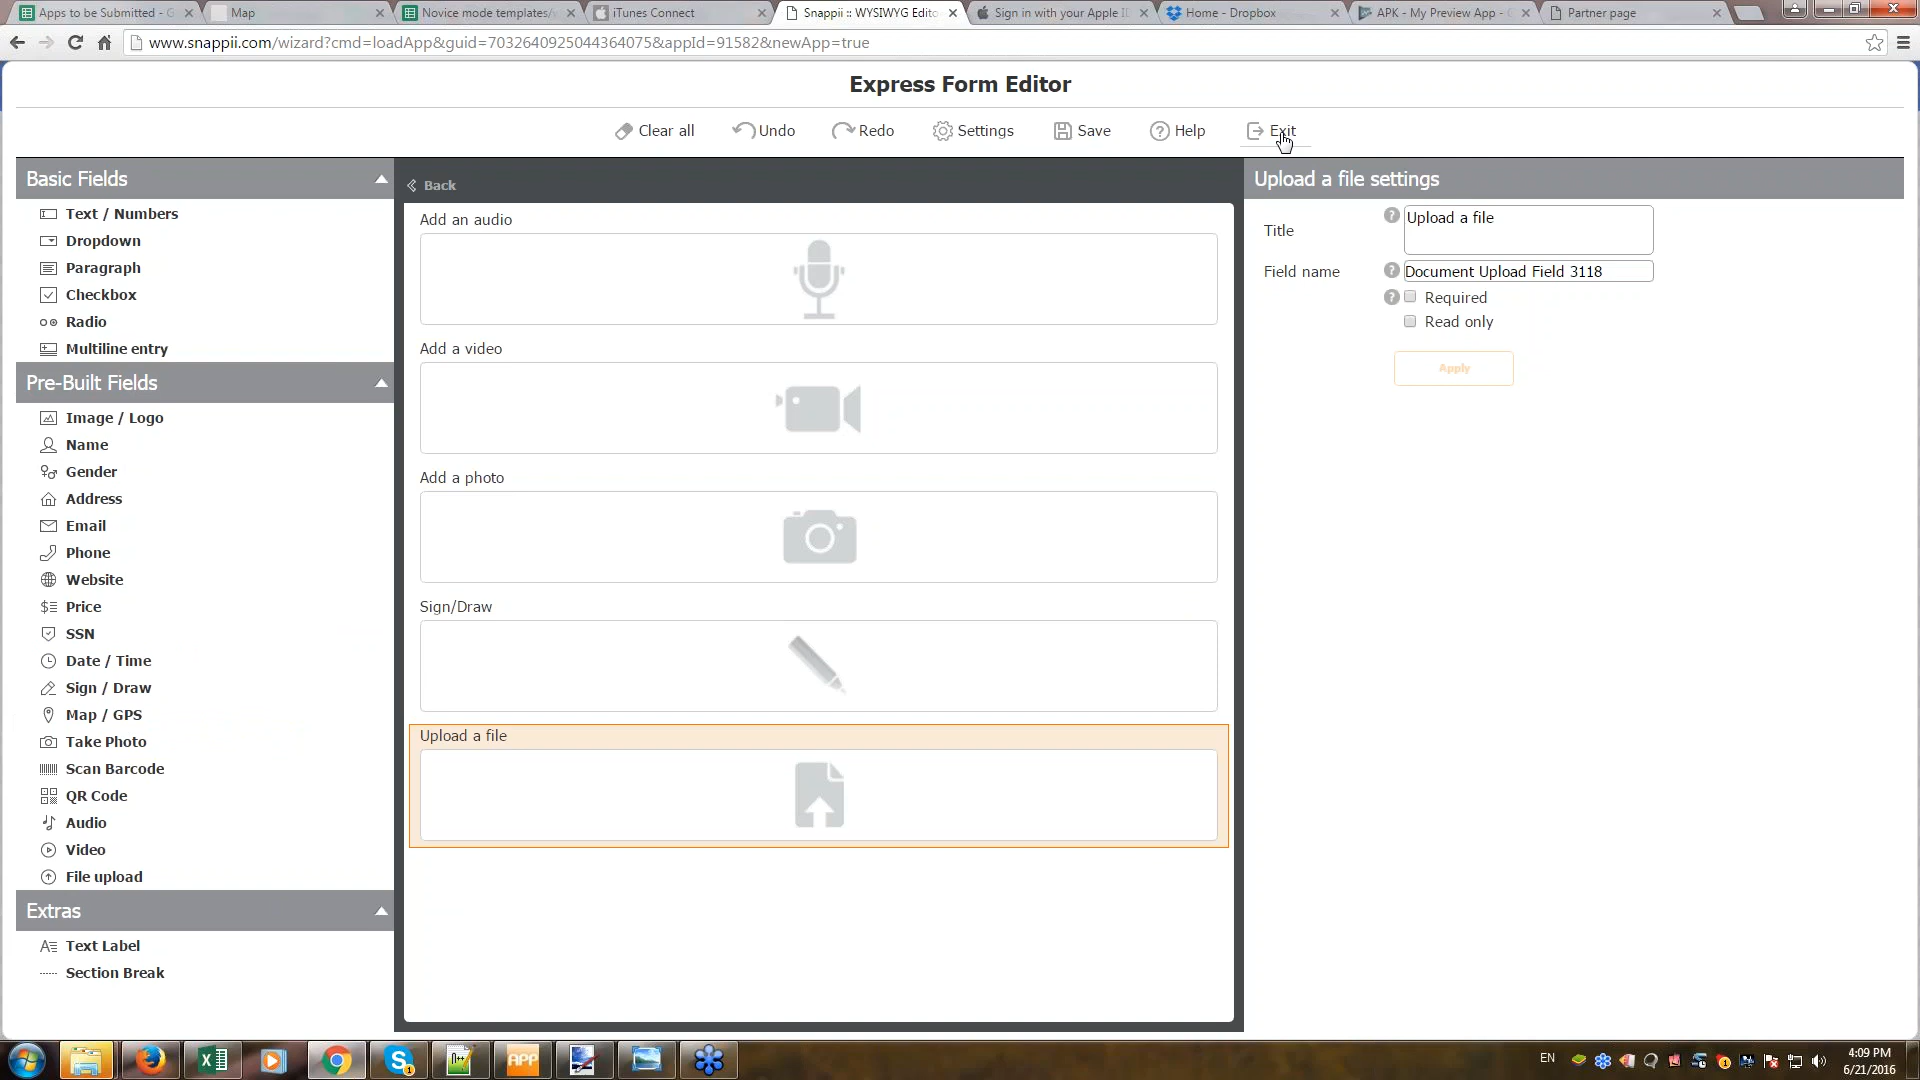 Apps to be Submitted - G
Map
Novice mode templates/v
iTunes Connect
Snappii :: WYSIWYG Edito
Sign in with your Apple ID
Home - Dropbox
APK - My Preview App - G
Partner page
www.snappii.com/wizard?cmd=loadApp&guid=7032640925044364075&appId=91582&newApp=true
Express Form Editor
Clear all
Undo
Redo
Settings
Save
Help
Exit
Basic Fields
Text / Numbers
Dropdown
Paragraph
Checkbox
Radio
Multiline entry
Pre-Built Fields
Image / Logo
Name
Gender
Address
Email
Phone
Website
Price
SSN
Date / Time
Sign / Draw
Map / GPS
Take Photo
Scan Barcode
QR Code
Audio
Video
File upload
Extras
Text Label
Section Break
Back
Add an audio
Add a video
Add a photo
Sign/Draw
Upload a file
Upload a file settings
Title
Upload a file
Field name
Document Upload Field 3118
Required
Read only
Apply
APP
EN
4:09 PM
6/21/2016